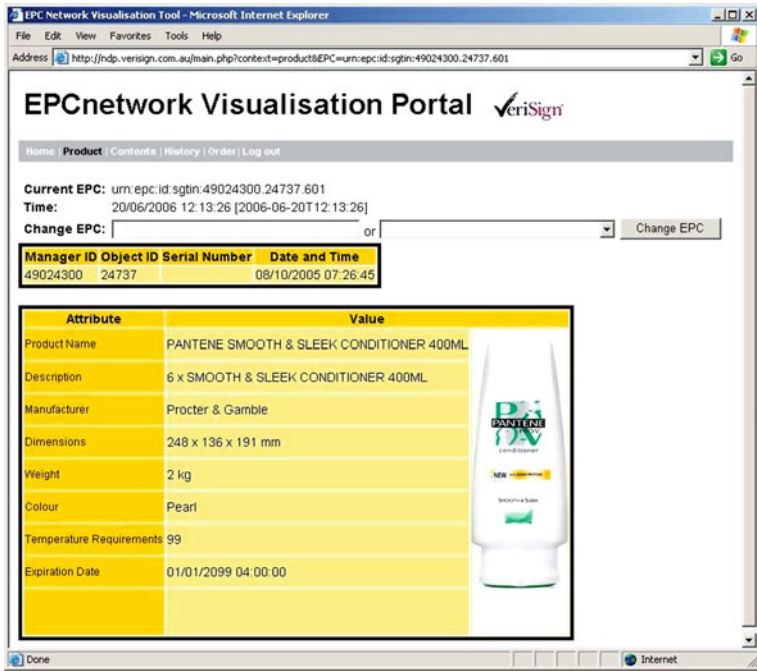 EPC Network Visualisation Tool - Microsoft Internet Explorer
File Edit View Favorites Tools Help
Address http://ndp.verisign.com.au/main.php?context=product&EPC=urn:epc:id:sgtin:49024300.24737.601 Go
EPCnetwork Visualisation Portal VeriSign
Home | Product | Contents | History | Order | Log out
Current EPC: urn:epc:id:sgtin:49024300.24737.601
Time: 20/06/2006 12:13:26 [2006-06-20T12:13:26]
Change EPC: or Change EPC
Manager ID Object ID Serial Number Date and Time
49024300 24737 08/10/2005 07:26:45
Attribute Value
Product Name PANTENE SMOOTH & SLEEK CONDITIONER 400ML
Description 6 x SMOOTH & SLEEK CONDITIONER 400ML
Manufacturer Procter & Gamble
Dimensions 248 x 136 x 191 mm
Weight 2 kg
Colour Pearl
Temperature Requirements 99
Expiration Date 01/01/2099 04:00:00
PANTENE
PRO-V
conditioner
NEW
SMOOTH & SLEEK
Done Internet